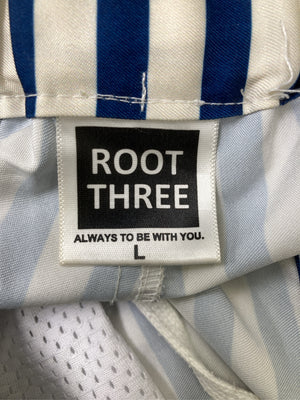 ROOT
THREE
ALWAYS TO BE WITH YOU.
L